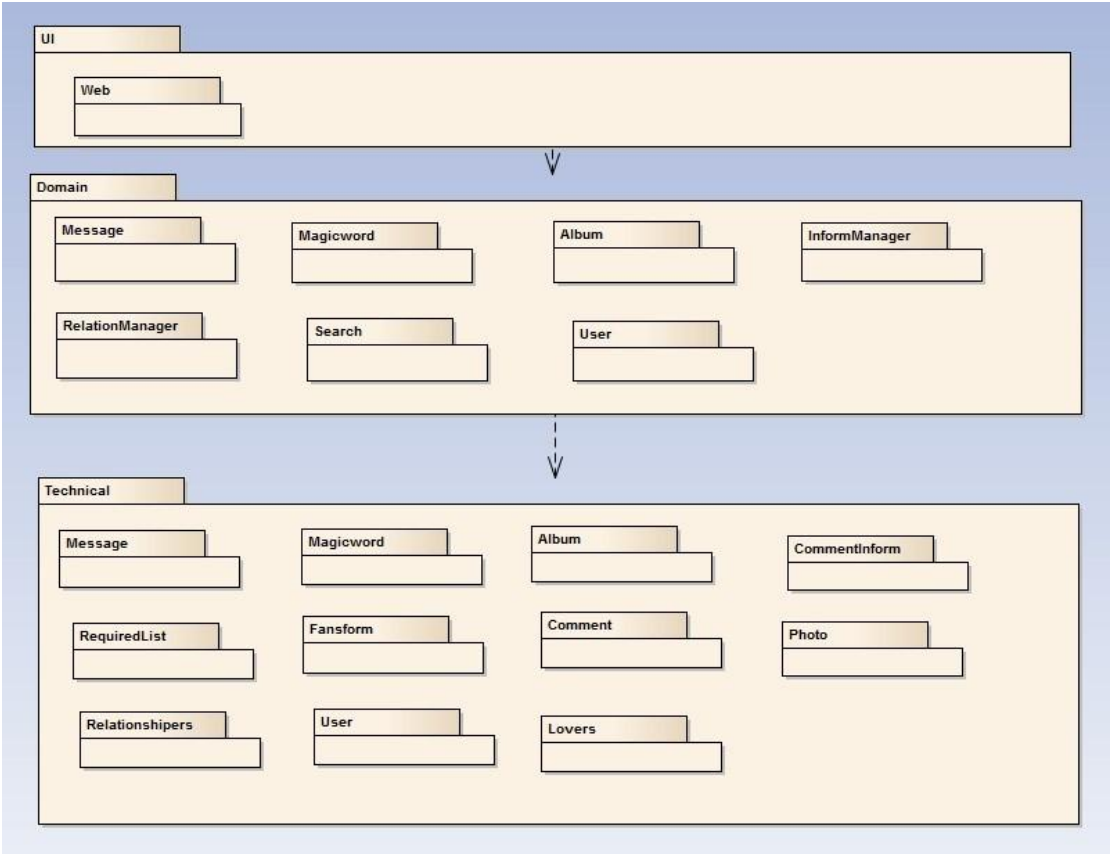 UI
Web
Domain
Message
Magicword
Album
InformManager
RelationManager
Search
User
Technical
Message
Magicword
Album
CommentInform
RequiredList
Fansform
Comment
Photo
Relationshipers
User
Lovers